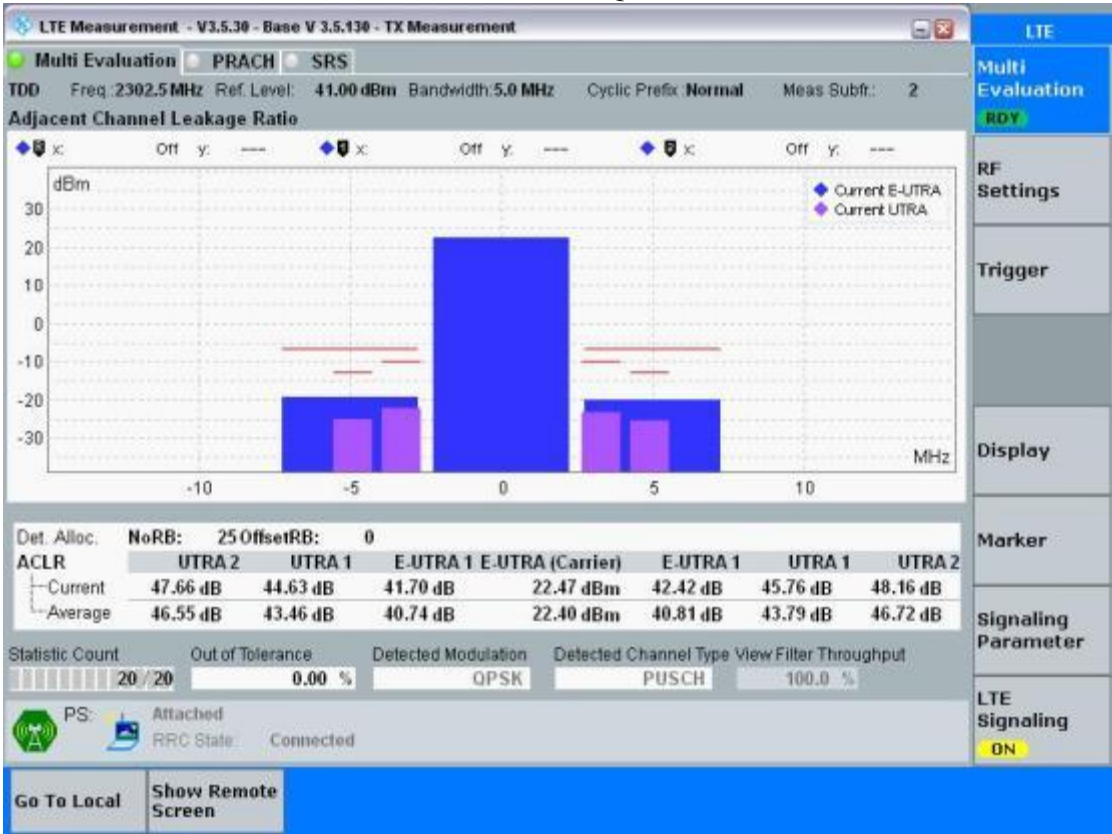 LTE Measurement - V3.5.30 - Base V 3.5.130 - TX Measurement
LTE
Multi Evaluation PRACH SRS
TDD Freq.:2302.5 MHz Ref. Level: 41.00 dBm Bandwidth:5.0 MHz Cyclic Prefix :Normal Meas Subfr.: 2
Adjacent Channel Leakage Ratio
x: Off y: --- x: Off y: --- x: Off y: ---
dBm
Current E-UTRA
Current UTRA
30
20
10
0
-10
-20
-30
MHz
-10 -5 0 5 10
Det. Alloc. NoRB: 25 OffsetRB: 0
ACLR UTRA 2 UTRA 1 E-UTRA 1 E-UTRA (Carrier) E-UTRA 1 UTRA 1 UTRA 2
Current 47.66 dB 44.63 dB 41.70 dB 22.47 dBm 42.42 dB 45.76 dB 48.16 dB
Average 46.55 dB 43.46 dB 40.74 dB 22.40 dBm 40.81 dB 43.79 dB 46.72 dB
Statistic Count Out of Tolerance Detected Modulation Detected Channel Type View Filter Throughput
20 / 20 0.00 % QPSK PUSCH 100.0 %
PS: Attached
RRC State: Connected
Multi
Evaluation
RDY
RF
Settings
Trigger
Display
Marker
Signaling
Parameter
LTE
Signaling
ON
Go To Local
Show Remote
Screen